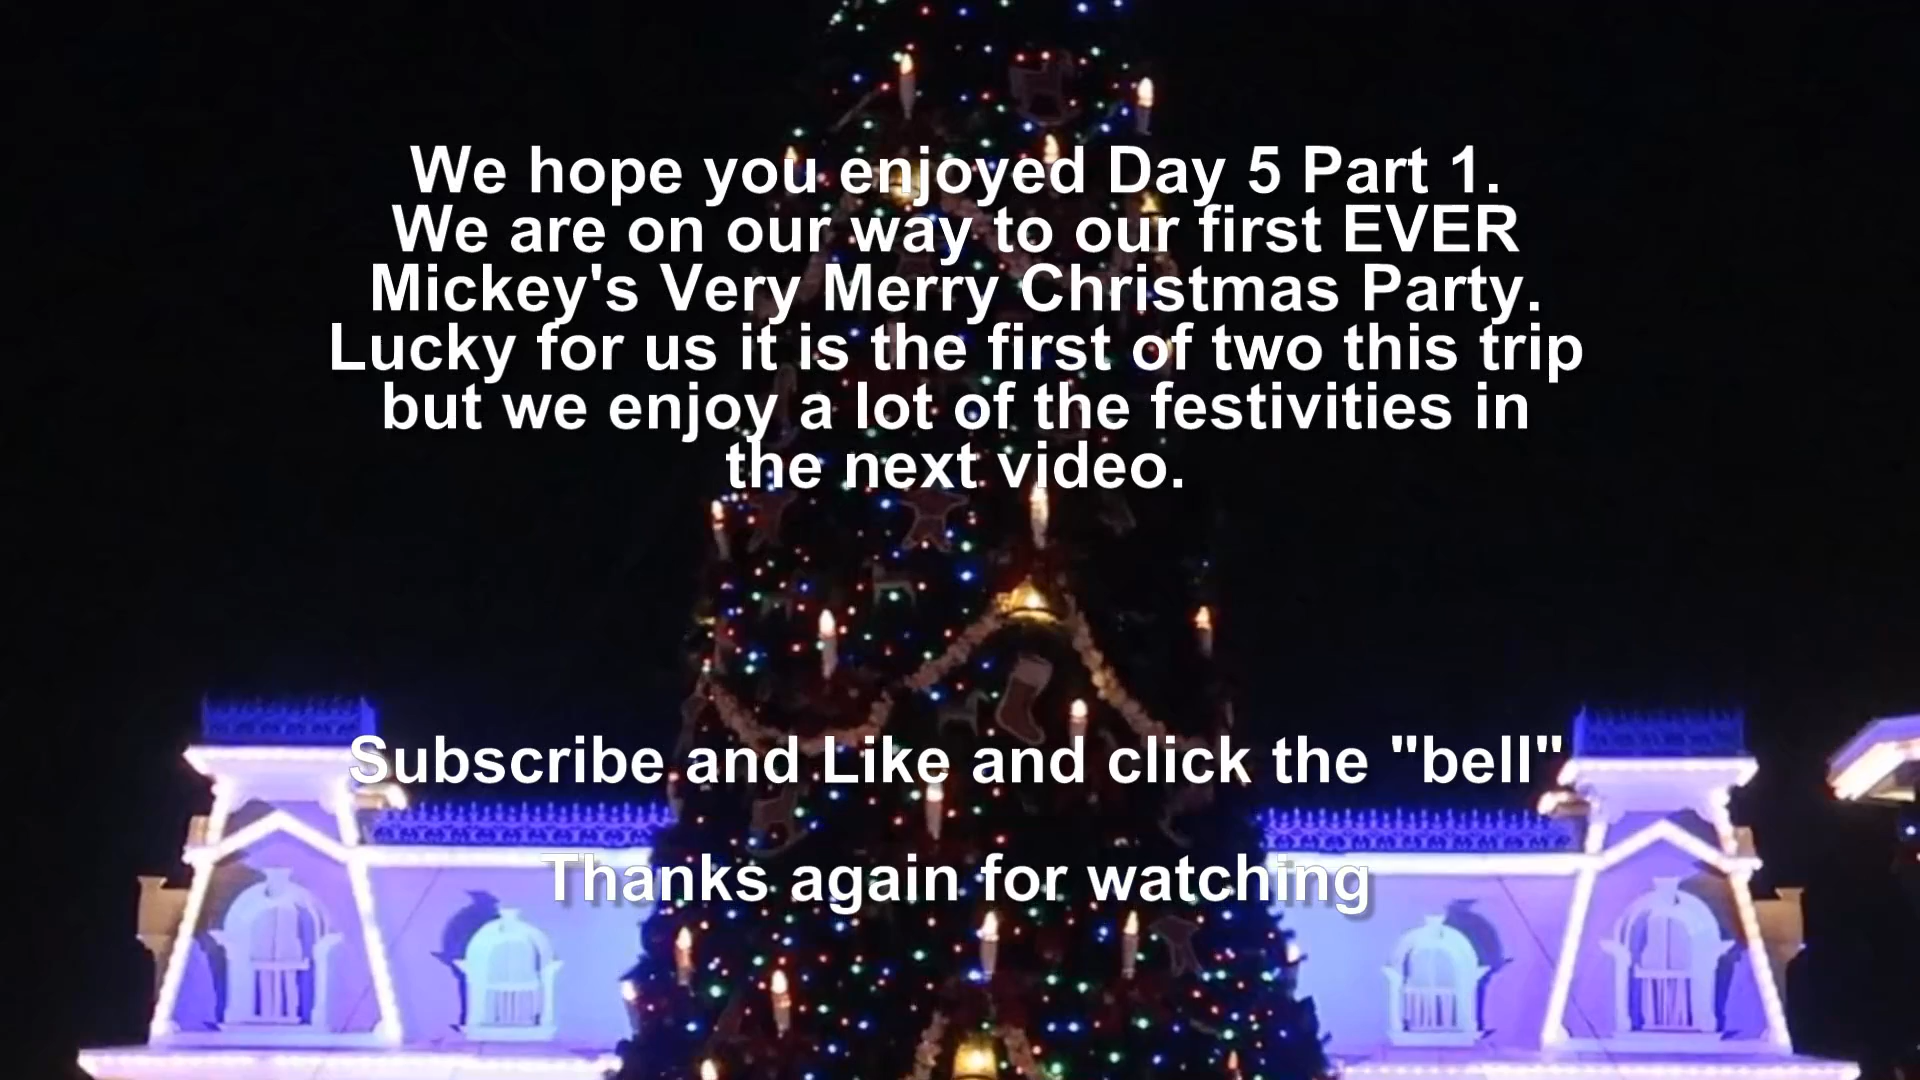 We hope you enjoyed Day 5 Part 1.
We are on our way to our first EVER
Mickey's Very Merry Christmas Party.
Lucky for us it is the first of two this trip
but we enjoy a lot of the festivities in
the next video.
Subscribe and Like and click the "bell"
Thanks again for watching